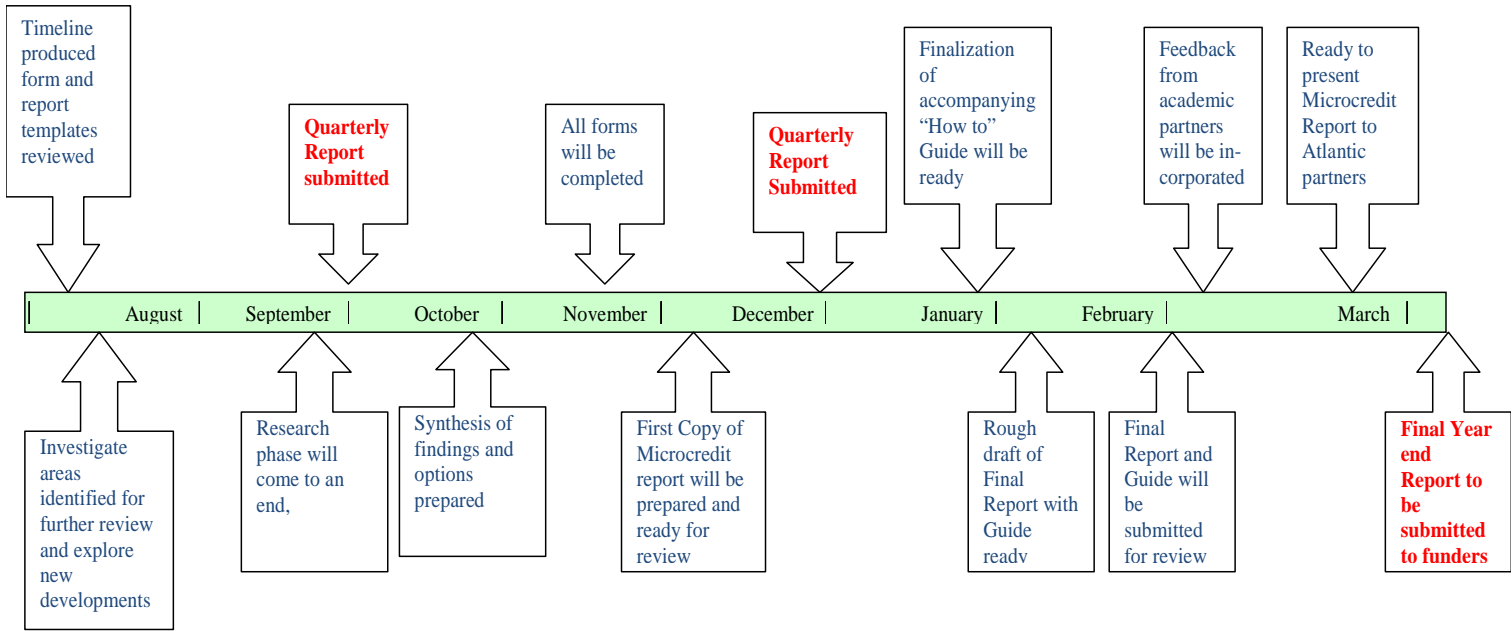 Timeline
produced
form and
report
templates
reviewed
Quarterly
Report
submitted
All forms
will be
completed
Quarterly
Report
Submitted
Finalization
of
accompanying
“How to”
Guide will be
ready
Feedback
from
academic
partners
will be in-
corporated
Ready to
present
Microcredit
Report to
Atlantic
partners
August
September
October
November
December
January
February
March
Investigate
areas
identified for
further review
and explore
new
developments
Research
phase will
come to an
end,
Synthesis of
findings and
options
prepared
First Copy of
Microcredit
report will be
prepared and
ready for
review
Rough
draft of
Final
Report with
Guide
ready
Final
Report and
Guide will
be
submitted
for review
Final Year
end
Report to
be
submitted
to funders